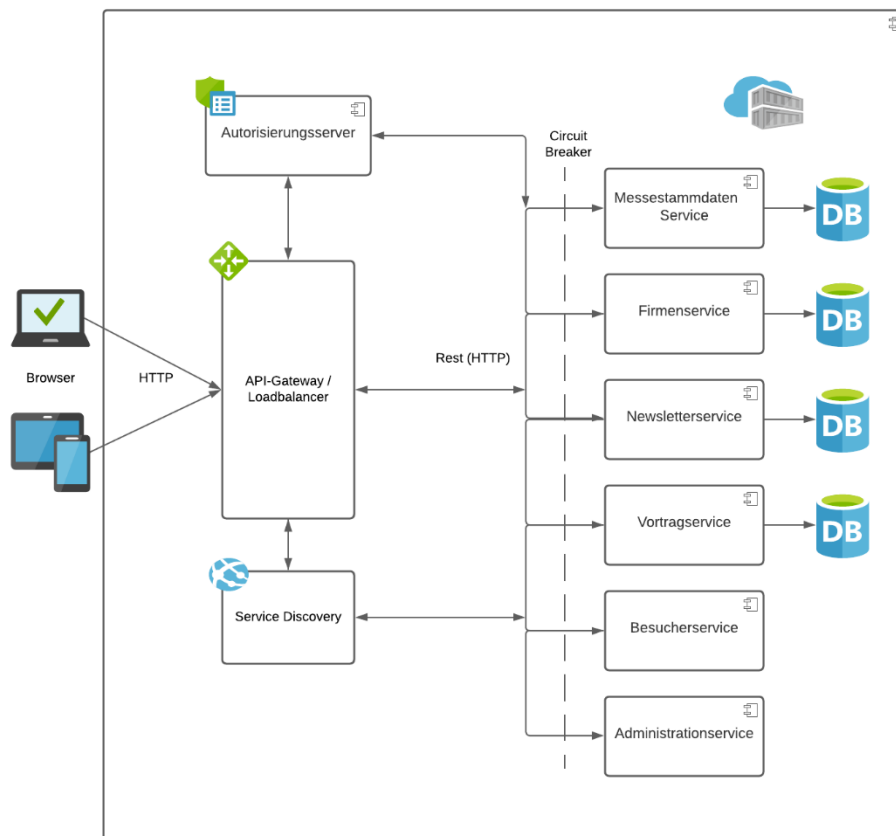 Autorisierungsserver
Circuit
Breaker
Messestammdaten
Service
DB
Firmenservice
DB
Browser
HTTP
API-Gateway /
Loadbalancer
Rest (HTTP)
Newsletterservice
DB
Vortragservice
DB
Service Discovery
Besucherservice
Administrationservice